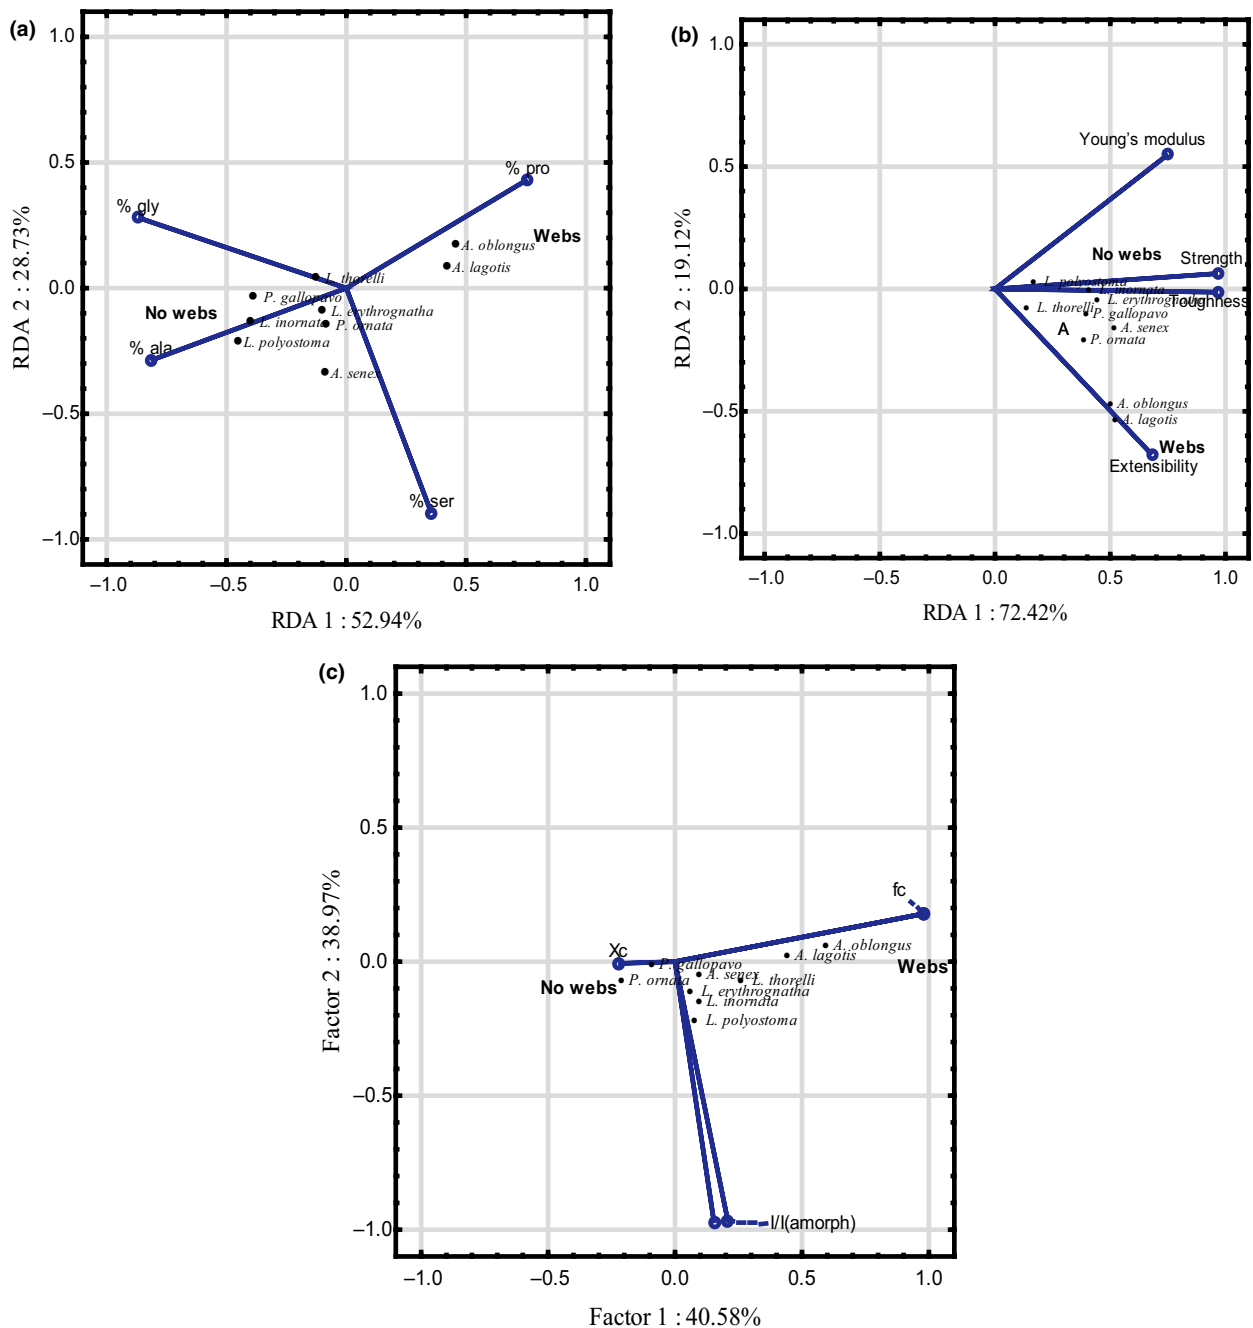 (a)
1.0
0.5
0.0
−0.5
−1.0
RDA 2 : 28.73%
% pro
% gly
Webs
A. oblongus
A. lagotis
L. thorelli
P. gallopavo
L. erythrognatha
No webs
L. inornata
P. ornata
L. polyostoma
% ala
A. senex
% ser
−1.0
−0.5
0.0
0.5
1.0
RDA 1 : 52.94%
(b)
1.0
0.5
0.0
−0.5
−1.0
RDA 2 : 19.12%
Young's modulus
No webs
Strength
L. polyostoma
L. inornata
Toughness
L. erythrognatha
L. thorelli
P. gallopavo
A
A. senex
P. ornata
A. oblongus
A. lagotis
Webs
Extensibility
−1.0
−0.5
0.0
0.5
1.0
RDA 1 : 72.42%
(c)
1.0
0.5
0.0
−0.5
−1.0
Factor 2 : 38.97%
fc
Xc
A. oblongus
A. lagotis
Webs
P. gallopavo
A. senex
L. thorelli
P. ornata
No webs
L. erythrognatha
L. inornata
L. polyostoma
I/I(amorph)
−1.0
−0.5
0.0
0.5
1.0
Factor 1 : 40.58%